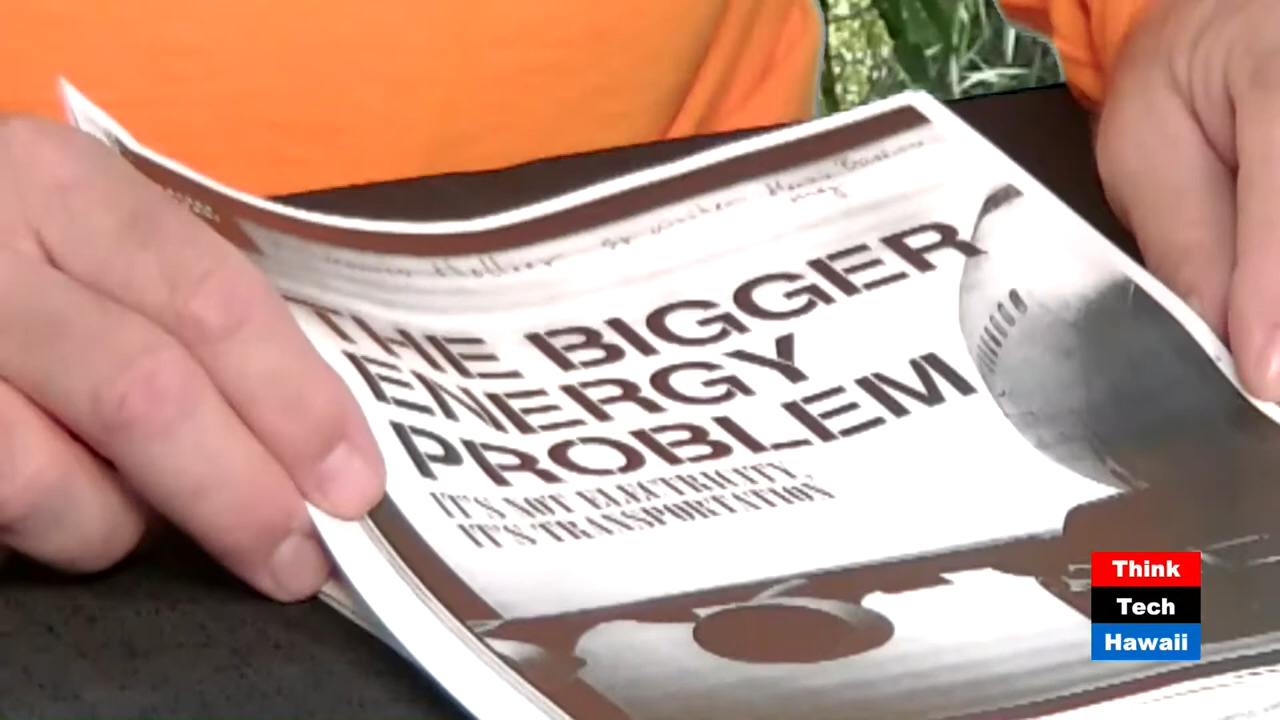 THE BIGGER
ENERGY
PROBLEM
IT'S NOT ELECTRICITY,
IT'S TRANSPORTATION
Think
Tech
Hawaii